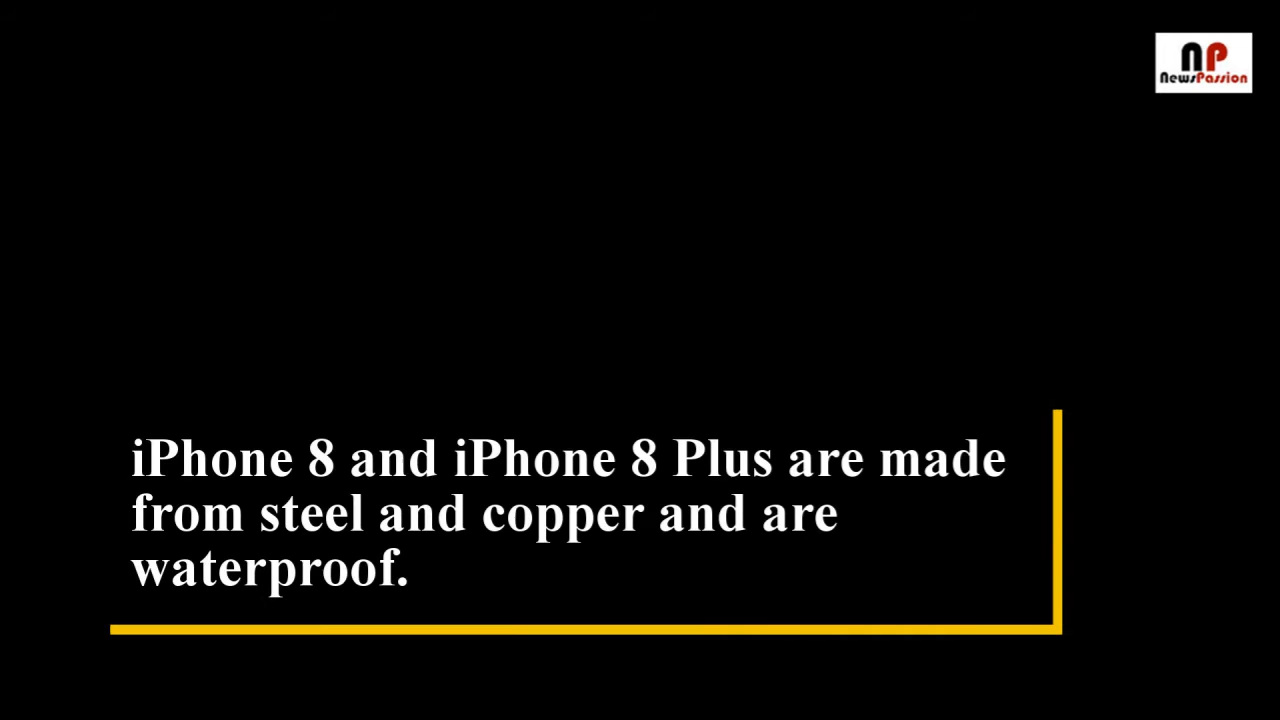 NP
NewsPassion
iPhone 8 and iPhone 8 Plus are made
from steel and copper and are
waterproof.